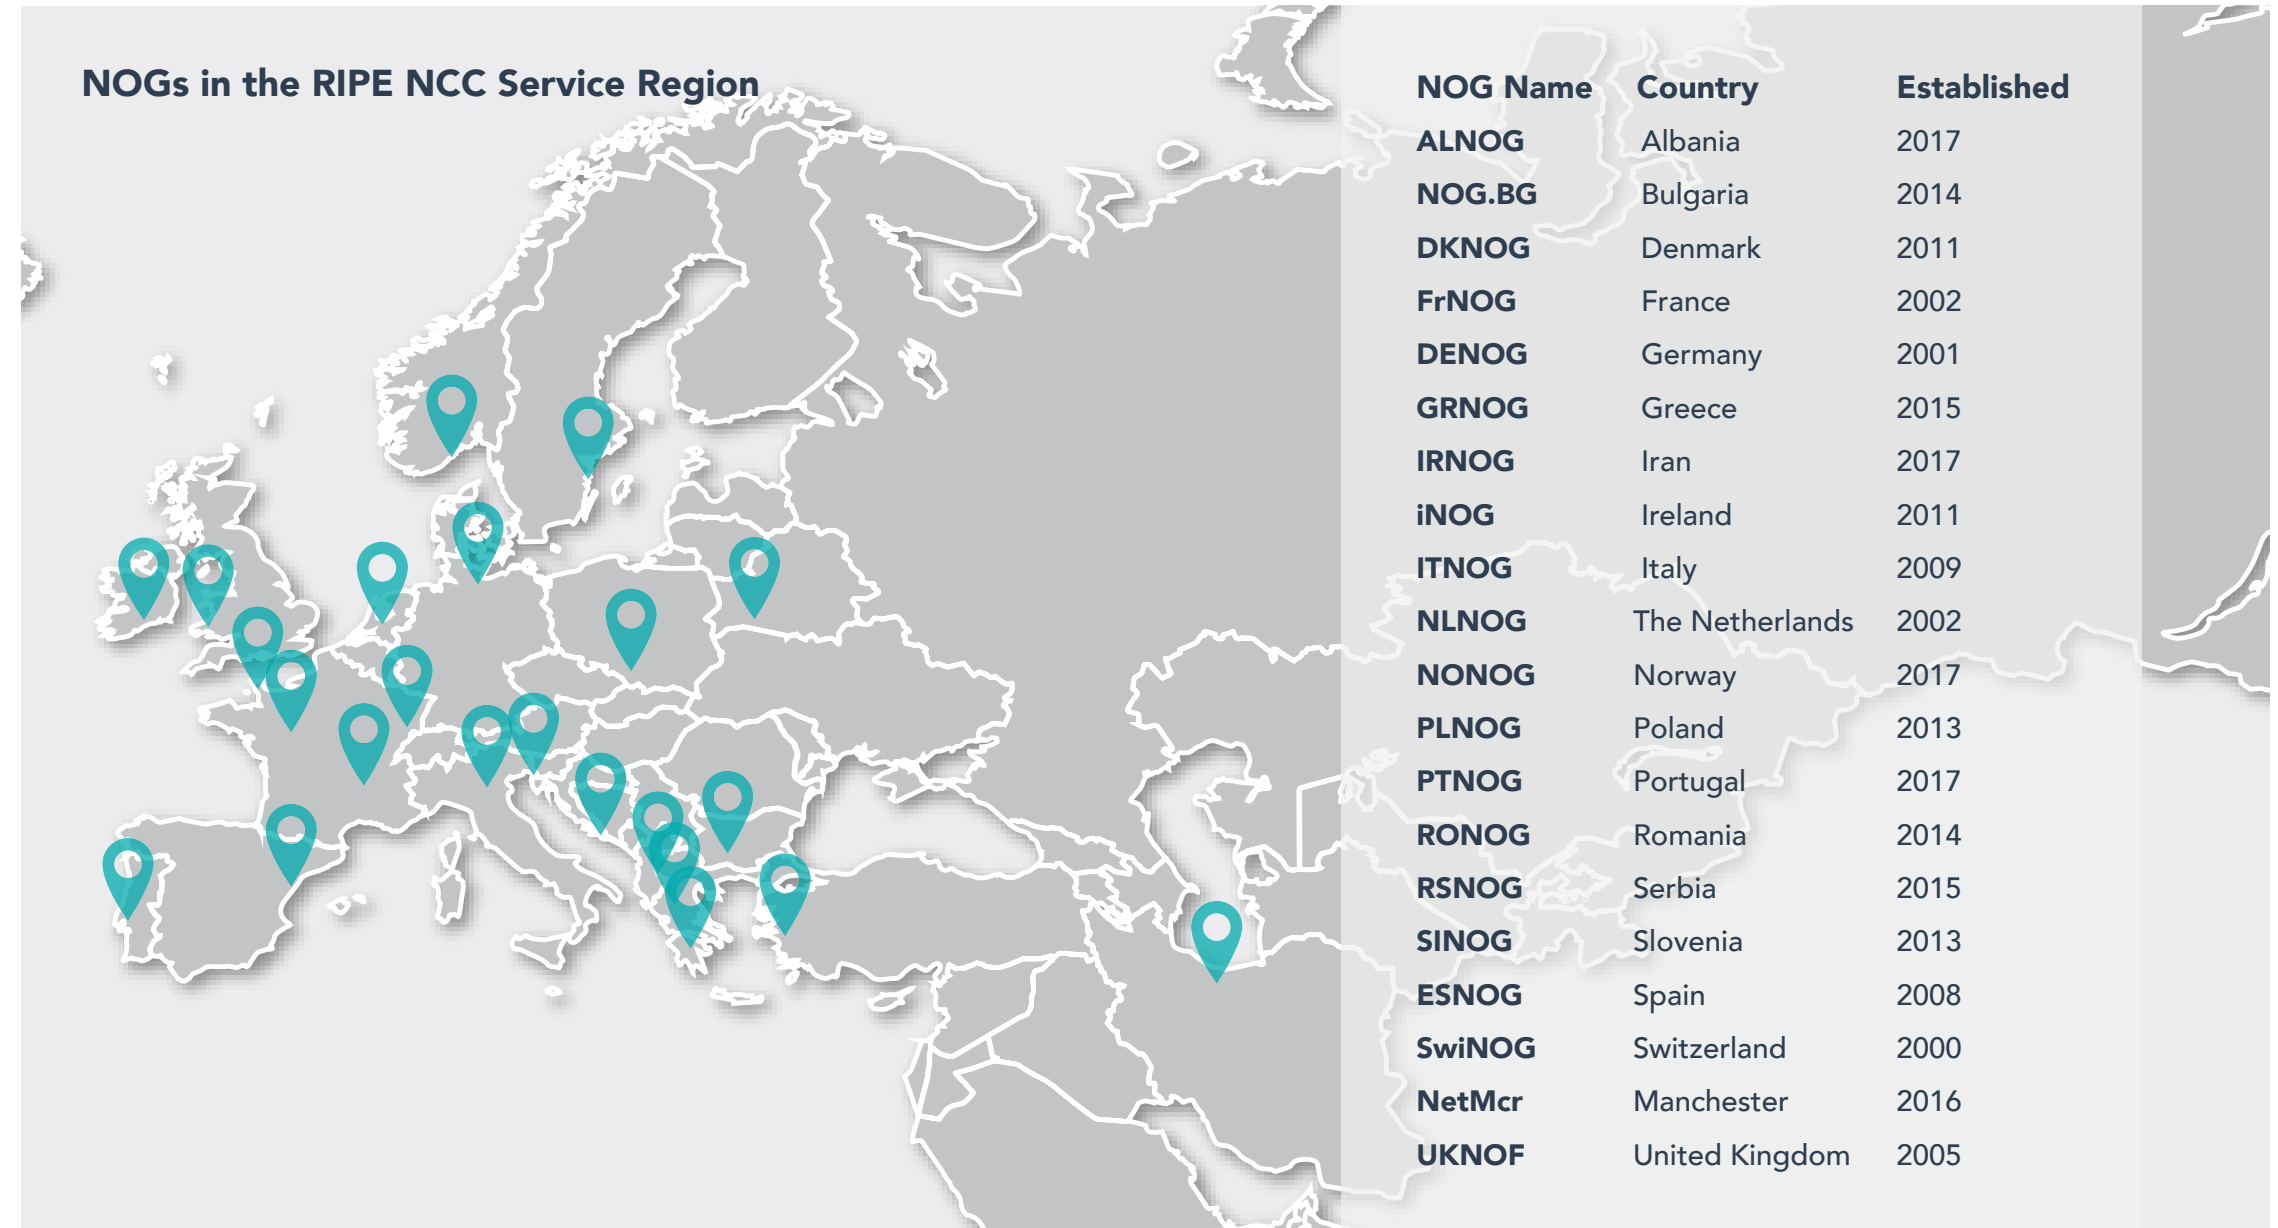 NOGs in the RIPE NCC Service Region
NOG Name Country Established
ALNOG Albania 2017
NOG.BG Bulgaria 2014
DKNOG Denmark 2011
FrNOG France 2002
DENOG Germany 2001
GRNOG Greece 2015
IRNOG Iran 2017
iNOG Ireland 2011
ITNOG Italy 2009
NLNOG The Netherlands 2002
NONOG Norway 2017
PLNOG Poland 2013
PTNOG Portugal 2017
RONOG Romania 2014
RSNOG Serbia 2015
SINOG Slovenia 2013
ESNOG Spain 2008
SwiNOG Switzerland 2000
NetMcr Manchester 2016
UKNOF United Kingdom 2005